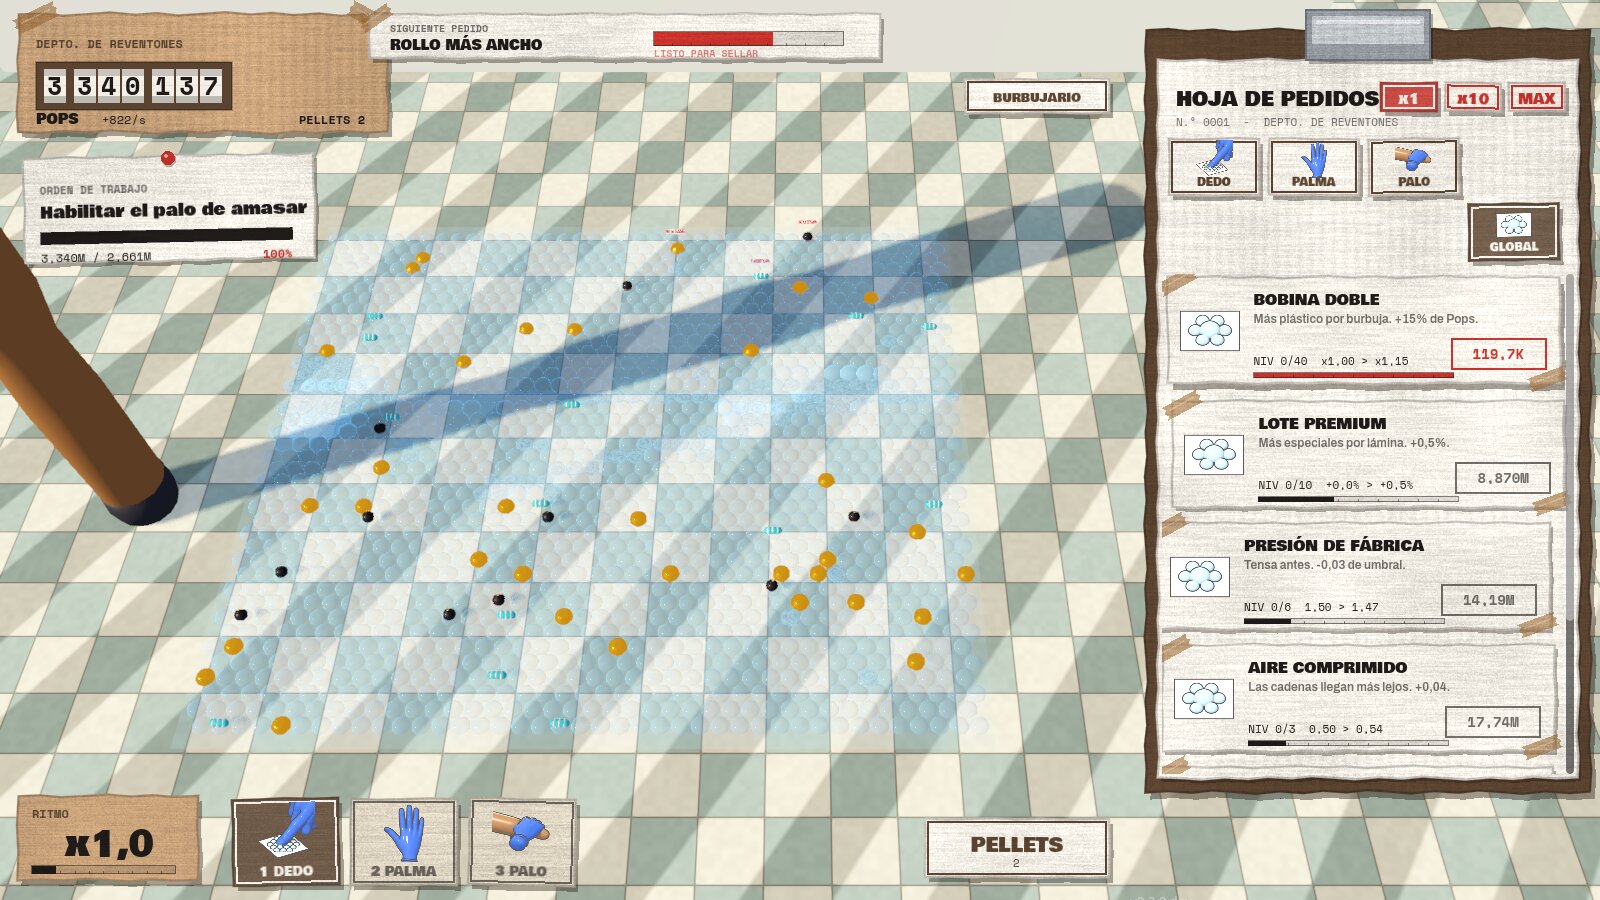 DEPTO. DE REVENTONES
3 340 137
POPS +822/s PELLETS 2
SIGUIENTE PEDIDO
ROLLO MÁS ANCHO
LISTO PARA SELLAR
BURBUJARIO
ORDEN DE TRABAJO
Habilitar el palo de amasar
3,340M / 2,661M 100%
HOJA DE PEDIDOS x1 x10 MAX
N.° 0001 - DEPTO. DE REVENTONES
DEDO PALMA PALO
GLOBAL
BOBINA DOBLE
Más plástico por burbuja. +15% de Pops.
NIV 0/40 x1,00 > x1,15 119,7K
LOTE PREMIUM
Más especiales por lámina. +0,5%.
NIV 0/10 +0,0% > +0,5% 8,870M
PRESIÓN DE FÁBRICA
Tensa antes. -0,03 de umbral.
NIV 0/6 1,50 > 1,47 14,19M
AIRE COMPRIMIDO
Las cadenas llegan más lejos. +0,04.
NIV 0/3 0,50 > 0,54 17,74M
RITMO
x1,0
1 DEDO 2 PALMA 3 PALO
PELLETS
2